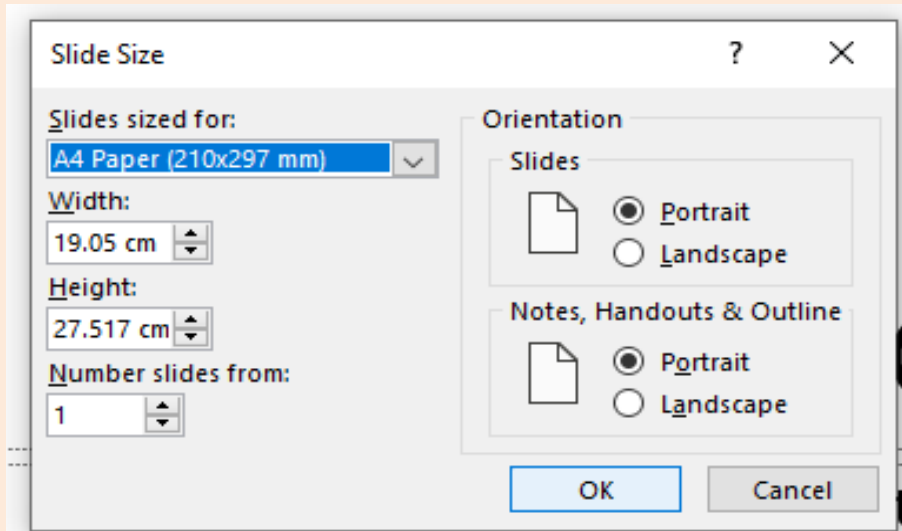 Slide Size
?
Slides sized for:
A4 Paper (210x297 mm)
Width:
19.05 cm
Height:
27.517 cm
Number slides from:
1
Orientation
Slides
Portrait
Landscape
Notes, Handouts & Outline
Portrait
Landscape
OK
Cancel